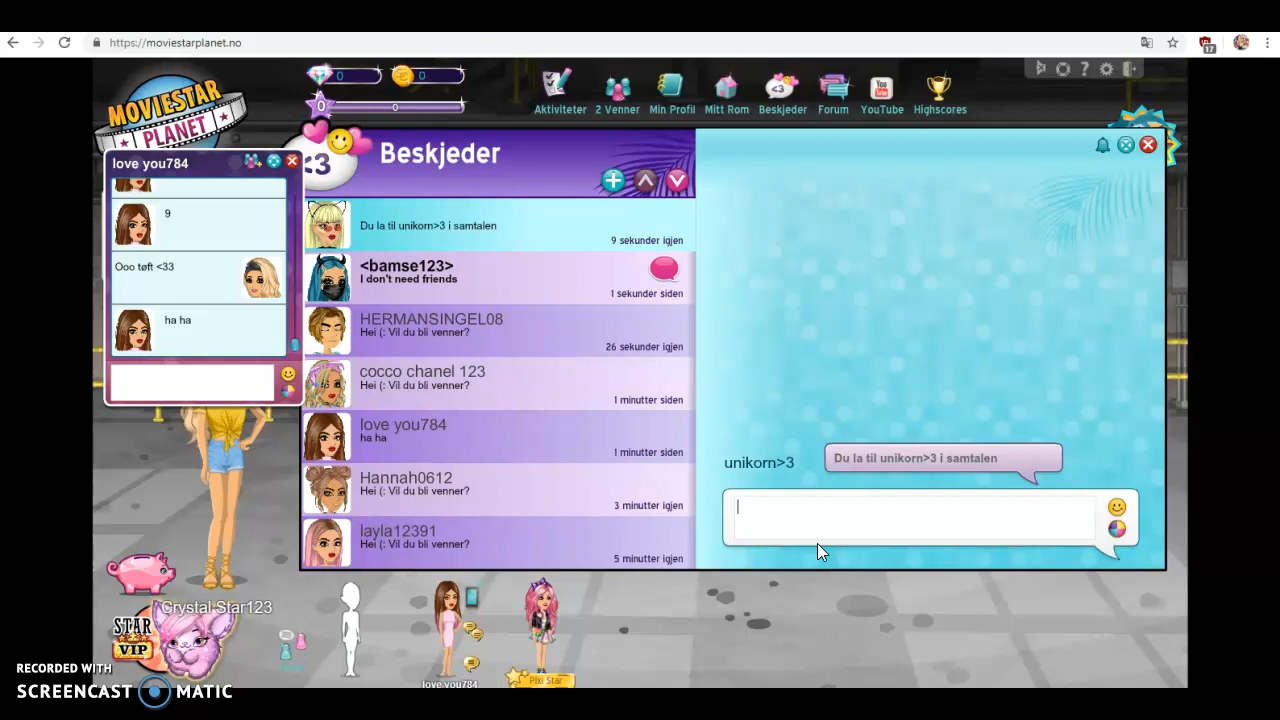 https://moviestarplanet.no
17
MOVIESTAR
PLANET
0
0
0
0
Aktiviteter
2 Venner
Min Profil
Mitt Rom
<3
Beskjeder
Forum
You Tube
YouTube
Highscores
love you784
9
Ooo tøft <33
ha ha
<3
Beskjeder
Du la til unikorn>3 i samtalen
9 sekunder igjen
<bamse123>
I don't need friends
1 sekunder siden
HERMANSINGEL08
Hei (: Vil du bli venner?
26 sekunder igjen
cocco chanel 123
Hei (: Vil du bli venner?
1 minutter siden
love you784
ha ha
1 minutter siden
Hannah0612
Hei (: Vil du bli venner?
3 minutter siden
layla12391
Hei (: Vil du bli venner?
5 minutter igjen
unikorn>3
Du la til unikorn>3 i samtalen
Crystal Star123
STAR
VIP
love you784
Pixi Star
RECORDED WITH
SCREENCAST MATIC